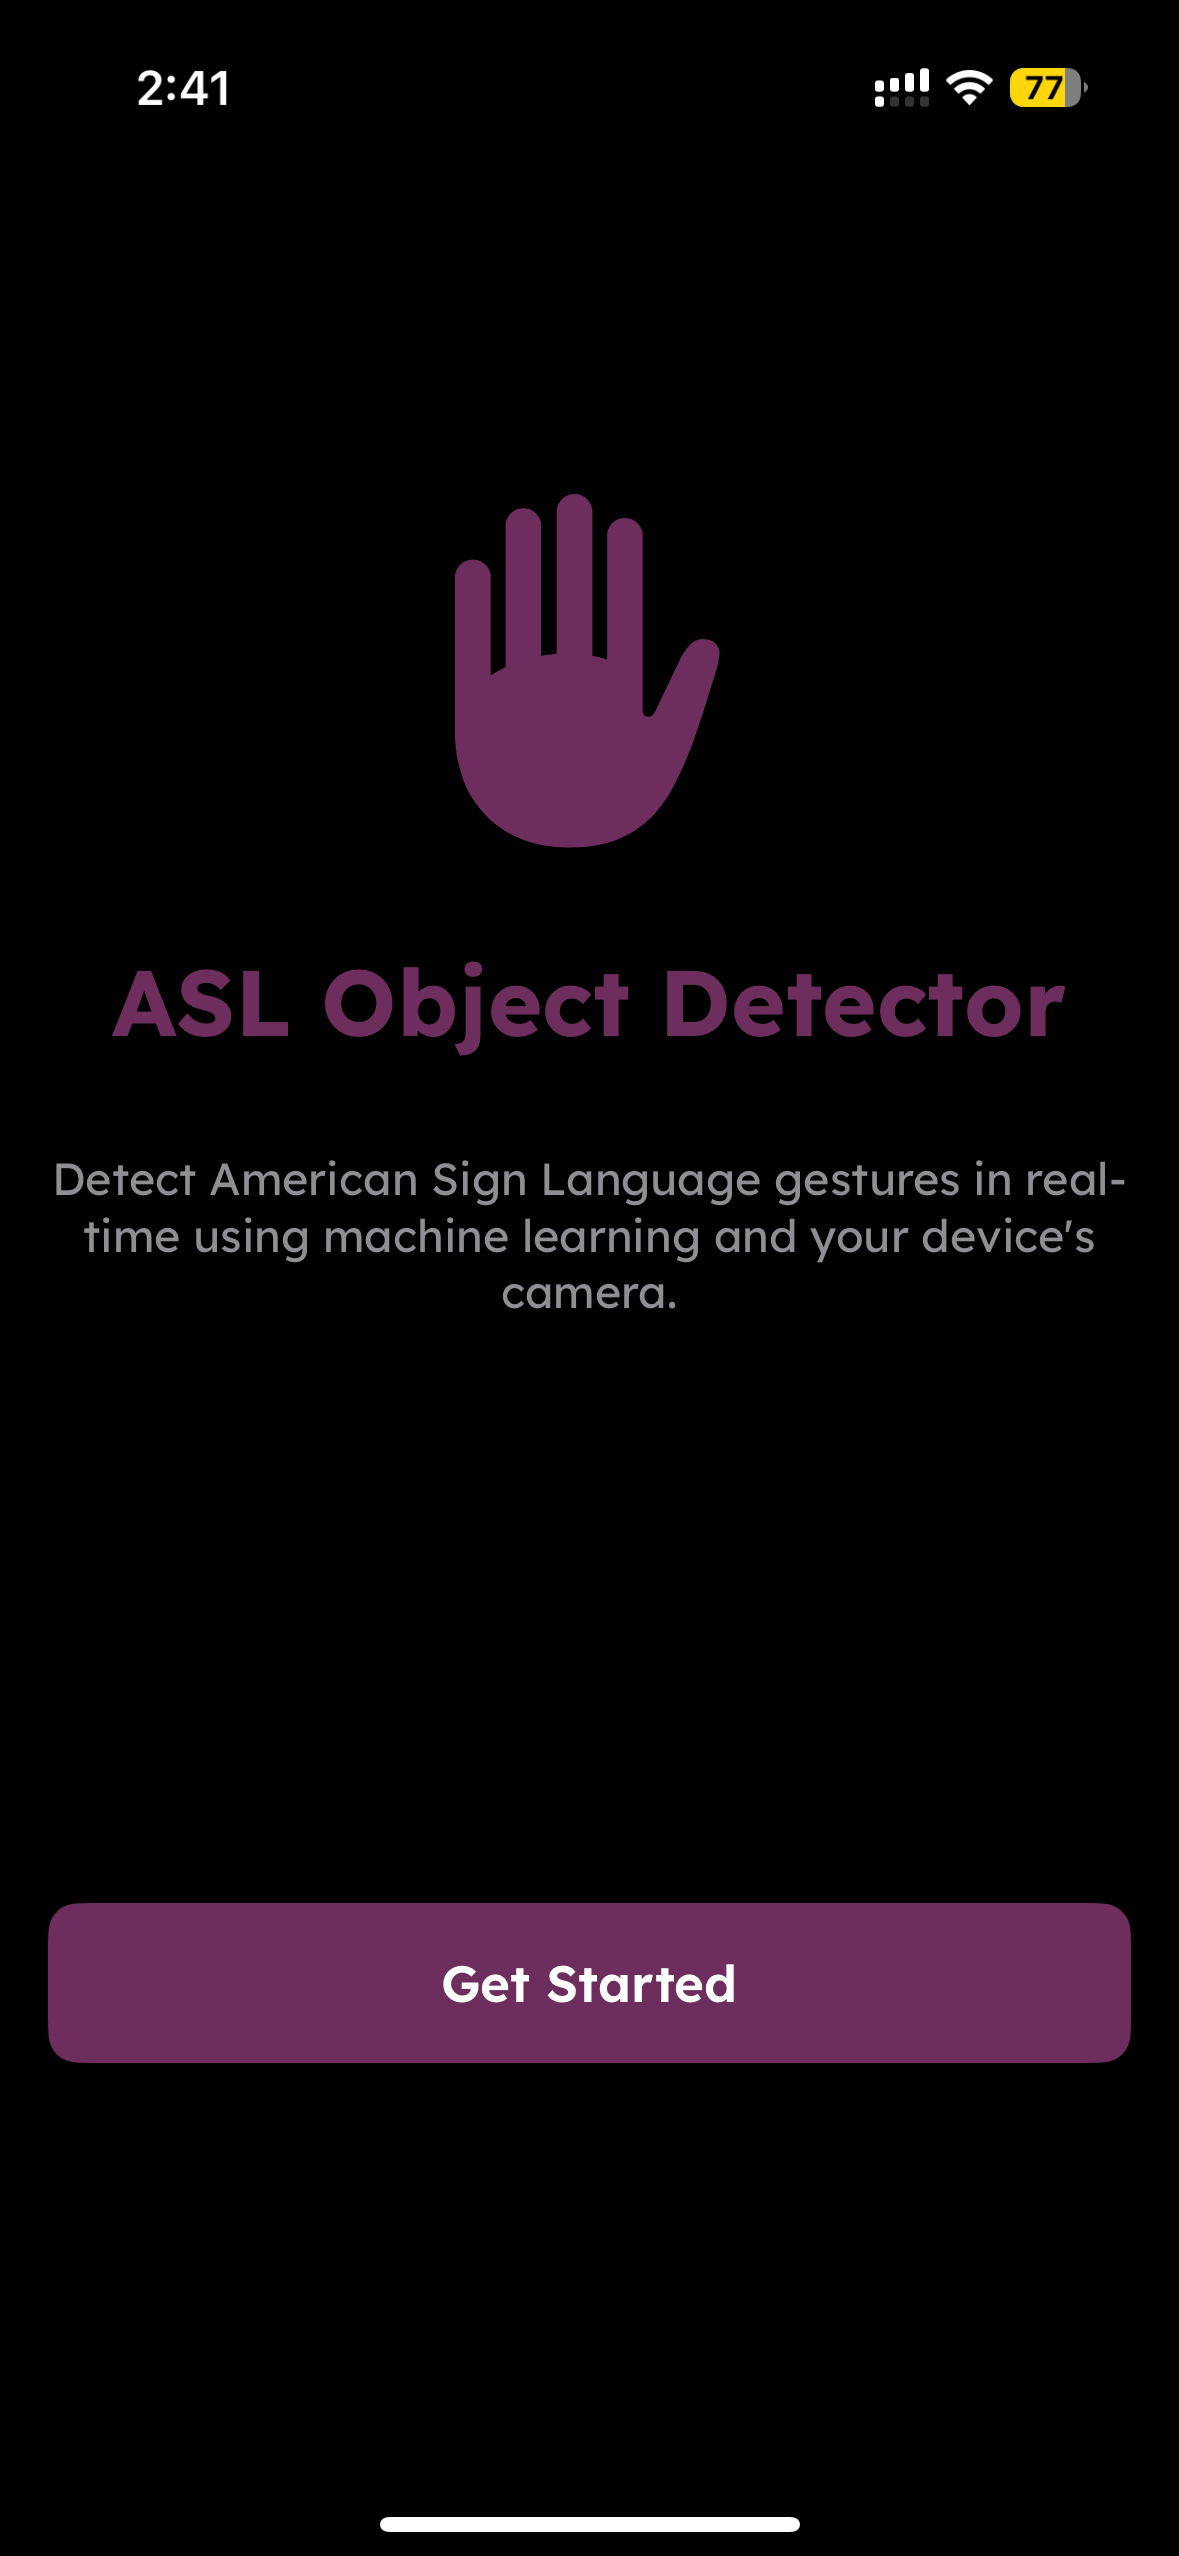 2:41
77
ASL Object Detector
Detect American Sign Language gestures in real-
time using machine learning and your device's
camera.
Get Started